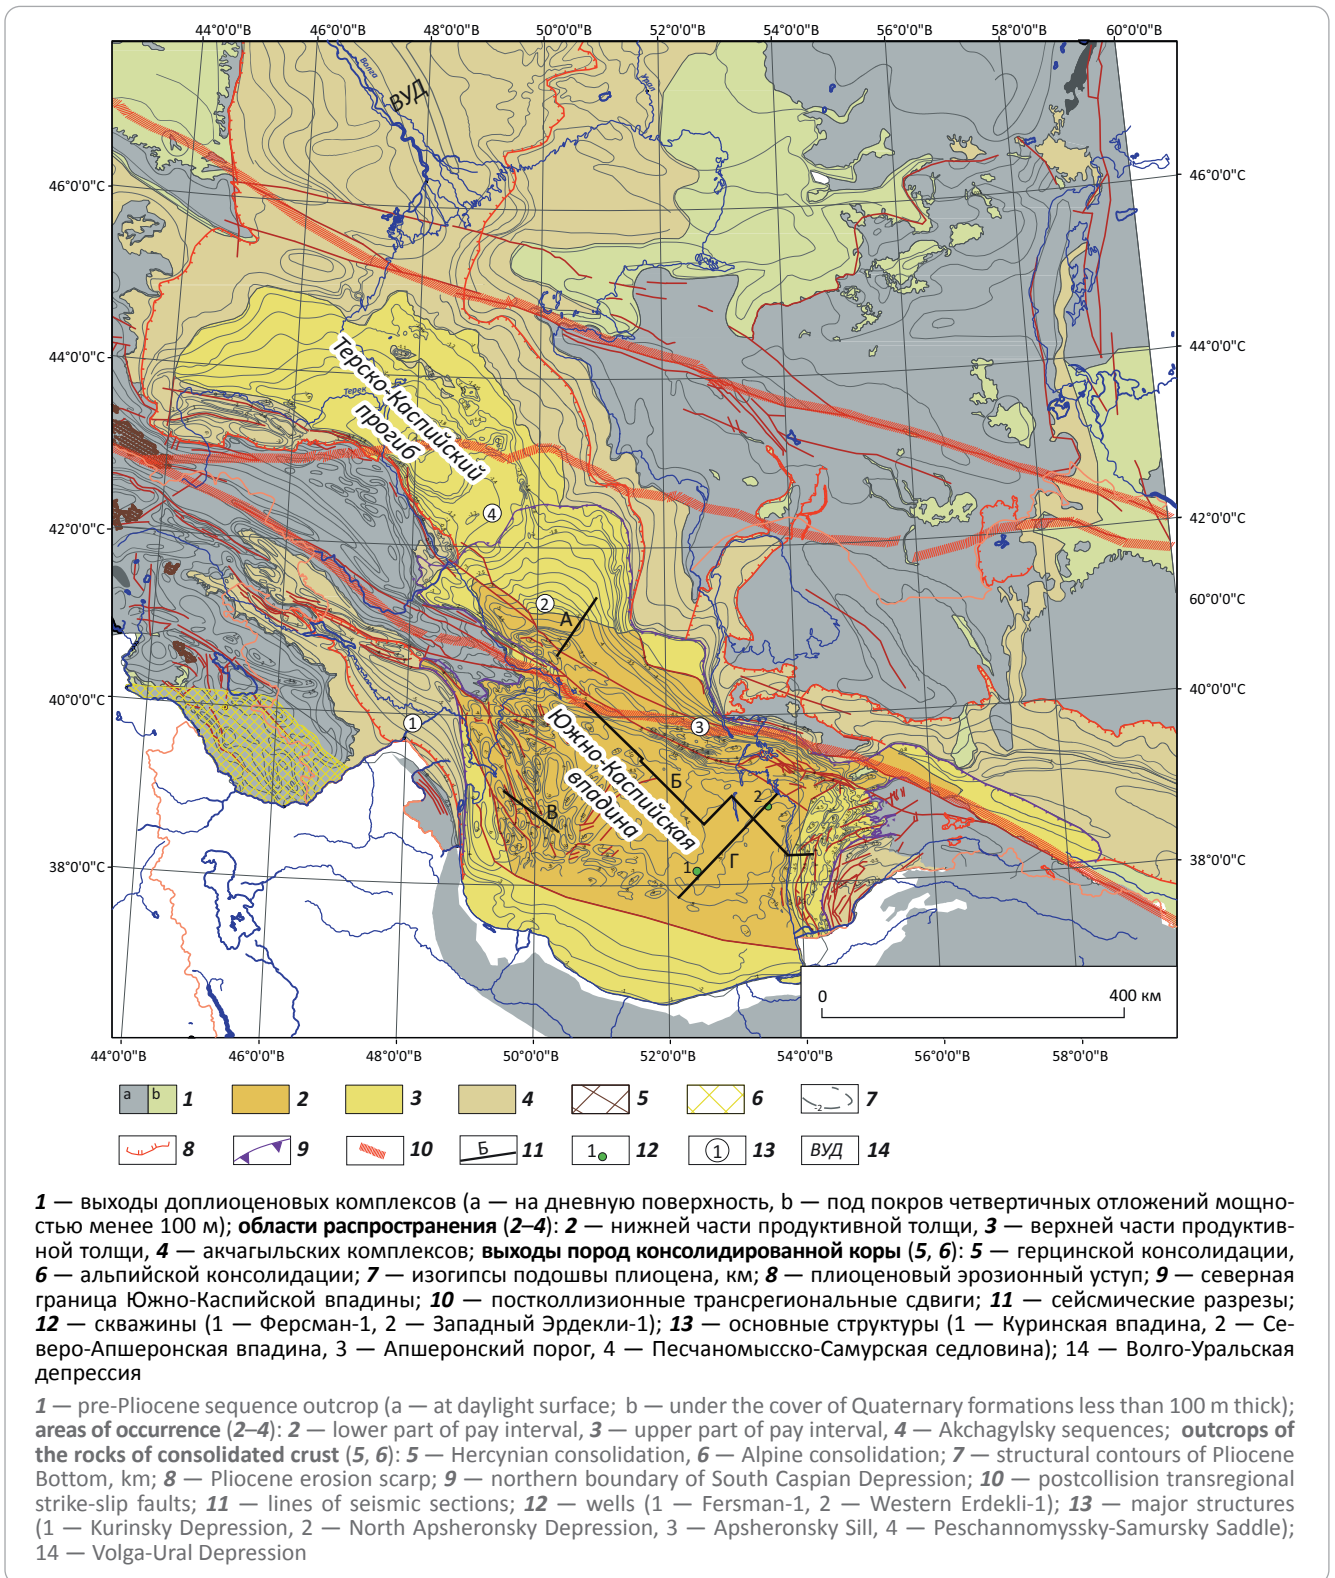 44°0'0"C 46°0'0"C 48°0'0"C 50°0'0"C 52°0'0"C 54°0'0"C 56°0'0"C 58°0'0"C 60°0'0"C
Волга
ВУД
Урал
46°0'0"C 46°0'0"C
44°0'0"C 44°0'0"C
Терско-Каспийский
прогиб
Терек
4
42°0'0"C 42°0'0"C
2
А
60°0'0"C
40°0'0"C 40°0'0"C
1
3
Южно-Каспийская
впадина
Б
2
В
1
Г
38°0'0"C 38°0'0"C
0 400 км
44°0'0"B 46°0'0"B 48°0'0"B 50°0'0"B 52°0'0"B 54°0'0"B 56°0'0"B 58°0'0"B
a b 1 2 3 4 5 6 -2 7
8 9 10 Б 11 1 12 1 13 ВУД 14
1 — выходы доплиоценовых комплексов (a — на дневную поверхность, b — под покров четвертичных отложений мощно-
стью менее 100 м); области распространения (2–4): 2 — нижней части продуктивной толщи, 3 — верхней части продуктив-
ной толщи, 4 — акчагыльских комплексов; выходы пород консолидированной коры (5, 6): 5 — герцинской консолидации,
6 — альпийской консолидации; 7 — изогипсы подошвы плиоцена, км; 8 — плиоценовый эрозионный уступ; 9 — северная
граница Южно-Каспийской впадины; 10 — постколлизионные трансрегиональные сдвиги; 11 — сейсмические разрезы;
12 — скважины (1 — Ферсман-1, 2 — Западный Эрдекли-1); 13 — основные структуры (1 — Куринская впадина, 2 — Се-
веро-Апшеронская впадина, 3 — Апшеронский порог, 4 — Песчаномысско-Самурская седловина); 14 — Волго-Уральская
депрессия
1 — pre-Pliocene sequence outcrop (a — at daylight surface; b — under the cover of Quaternary formations less than 100 m thick);
areas of occurrence (2–4): 2 — lower part of pay interval, 3 — upper part of pay interval, 4 — Akchagylsky sequences; outcrops of
the rocks of consolidated crust (5, 6): 5 — Hercynian consolidation, 6 — Alpine consolidation; 7 — structural contours of Pliocene
Bottom, km; 8 — Pliocene erosion scarp; 9 — northern boundary of South Caspian Depression; 10 — postcollision transregional
strike-slip faults; 11 — lines of seismic sections; 12 — wells (1 — Fersman-1, 2 — Western Erdekli-1); 13 — major structures
(1 — Kurinsky Depression, 2 — North Apsheronsky Depression, 3 — Apsheronsky Sill, 4 — Peschannomyssky-Samursky Saddle);
14 — Volga-Ural Depression